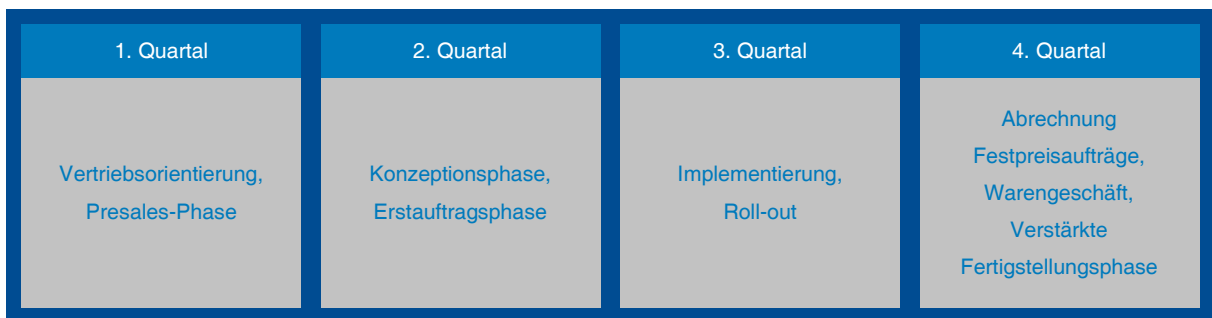 1. Quartal
Vertriebsorientierung,
Presales-Phase
2. Quartal
Konzeptionsphase,
Erstauftragsphase
3. Quartal
Implementierung,
Roll-out
4. Quartal
Abrechnung
Festpreisaufträge,
Warengeschäft,
Verstärkte
Fertigstellungsphase